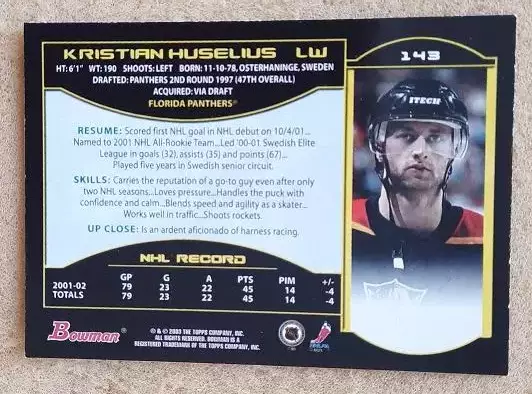 KRISTIAN HUSELIUS LW
HT: 6'1" WT: 190 SHOOTS: LEFT BORN: 11-10-78, OSTERHANINGE, SWEDEN
DRAFTED: PANTHERS 2ND ROUND 1997 (47TH OVERALL)
ACQUIRED: VIA DRAFT
FLORIDA PANTHERS®
RESUME: Scored first NHL goal in NHL debut on 10/4/01...
Named to 2001 NHL All-Rookie Team...Led '00-01 Swedish Elite
League in goals (32), assists (35) and points (67)...
Played five years in Swedish senior circuit.
SKILLS: Carries the reputation of a go-to guy even after only
two NHL seasons...Loves pressure...Handles the puck with
confidence and calm...Blends speed and agility as a skater...
Works well in traffic...Shoots rockets.
UP CLOSE: Is an ardent aficionado of harness racing.
NHL RECORD
GP G A PTS PIM +/-
2001-02 79 23 22 45 14 -4
TOTALS 79 23 22 45 14 -4
Bowman
® & © 2003 THE TOPPS COMPANY, INC.
ALL RIGHTS RESERVED. BOWMAN IS A
REGISTERED TRADEMARK OF THE TOPPS COMPANY, INC.
143
ITECH